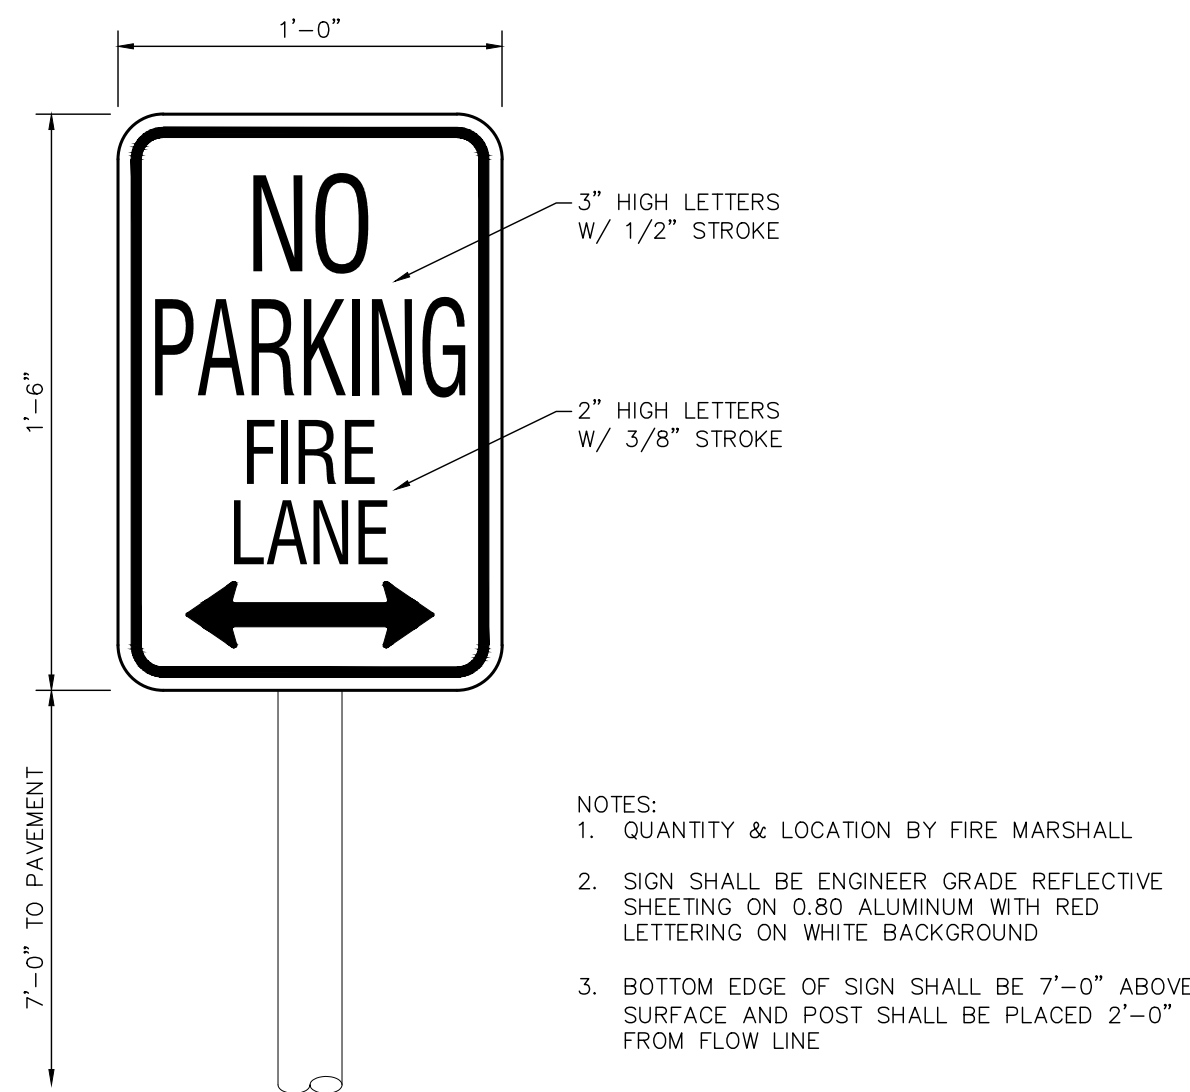 1'-0"
NO
PARKING
FIRE
LANE
3" HIGH LETTERS
W/ 1/2" STROKE
2" HIGH LETTERS
W/ 3/8" STROKE
1'-6"
7'-0" TO PAVEMENT
NOTES:
1. QUANTITY & LOCATION BY FIRE MARSHALL
2. SIGN SHALL BE ENGINEER GRADE REFLECTIVE
SHEETING ON 0.80 ALUMINUM WITH RED
LETTERING ON WHITE BACKGROUND
3. BOTTOM EDGE OF SIGN SHALL BE 7'-0" ABOVE
SURFACE AND POST SHALL BE PLACED 2'-0"
FROM FLOW LINE